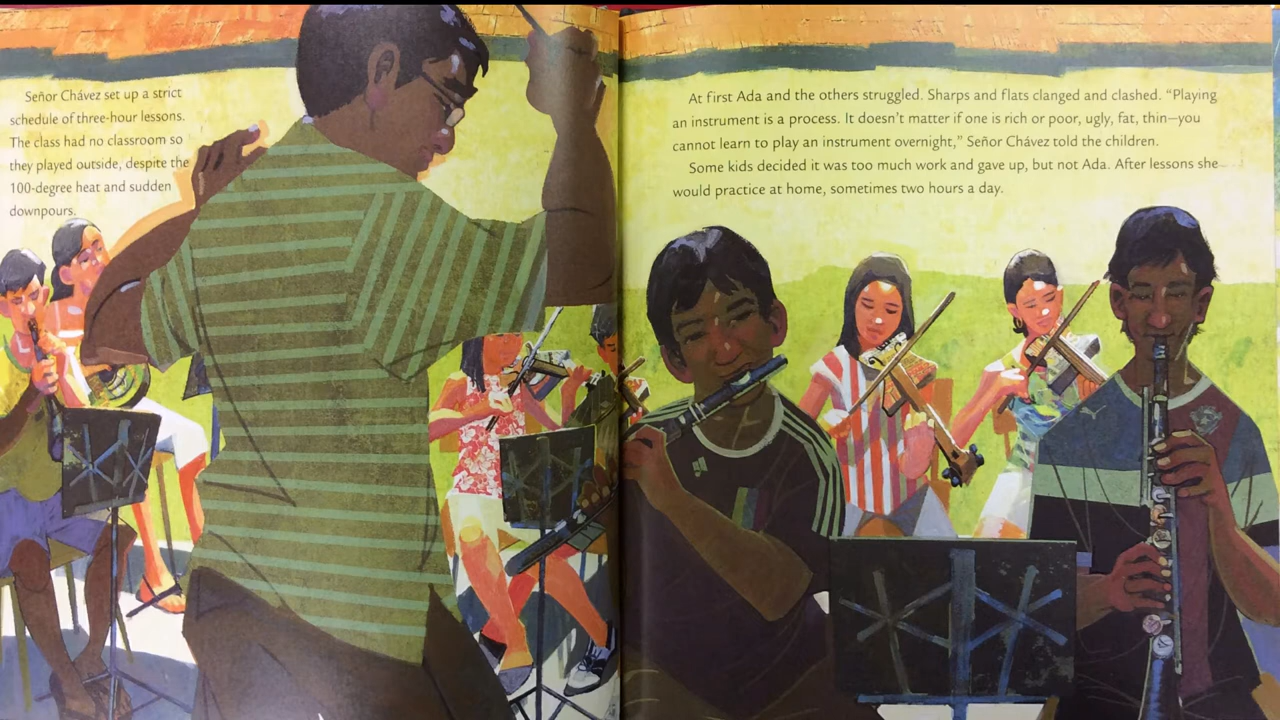 Señor Chávez set up a strict
schedule of three-hour lessons.
The class had no classroom so
they played outside, despite the
100-degree heat and sudden
downpours.
At first Ada and the others struggled. Sharps and flats clanged and clashed. “Playing
an instrument is a process. It doesn’t matter if one is rich or poor, ugly, fat, thin—you
cannot learn to play an instrument overnight,” Señor Chávez told the children.
Some kids decided it was too much work and gave up, but not Ada. After lessons she
would practice at home, sometimes two hours a day.